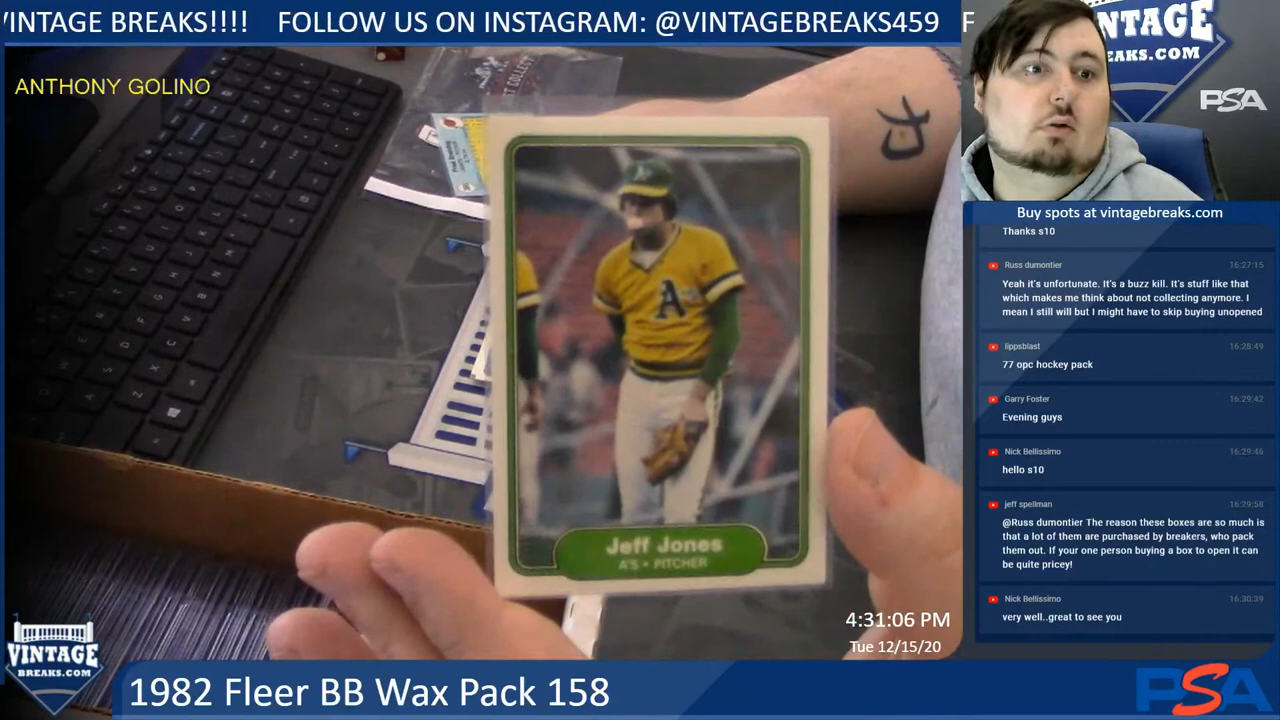 INTAGE BREAKS!!!! FOLLOW US ON INSTAGRAM: @VINTAGEBREAKS459 F
ANTHONY GOLINO
A
Jeff Jones
A'S • PITCHER
NTAGE
BREAKS.COM
PSA
Buy spots at vintagebreaks.com
Thanks s10
Russ dumontier 16:27:15
Yeah it's unfortunate. It's a buzz kill. It's stuff like that
which makes me think about not collecting anymore. I
mean I still will but I might have to skip buying unopened
lippsblast 16:28:49
77 opc hockey pack
Garry Foster 16:29:42
Evening guys
Nick Bellissimo 16:29:46
hello s10
jeff spellman 16:29:58
@Russ dumontier The reason these boxes are so much is
that a lot of them are purchased by breakers, who pack
them out. If your one person buying a box to open it can
be quite pricey!
Nick Bellissimo 16:30:39
very well..great to see you
4:31:06 PM
Tue 12/15/20
VINTAGE
BREAKS.COM
1982 Fleer BB Wax Pack 158
PSA